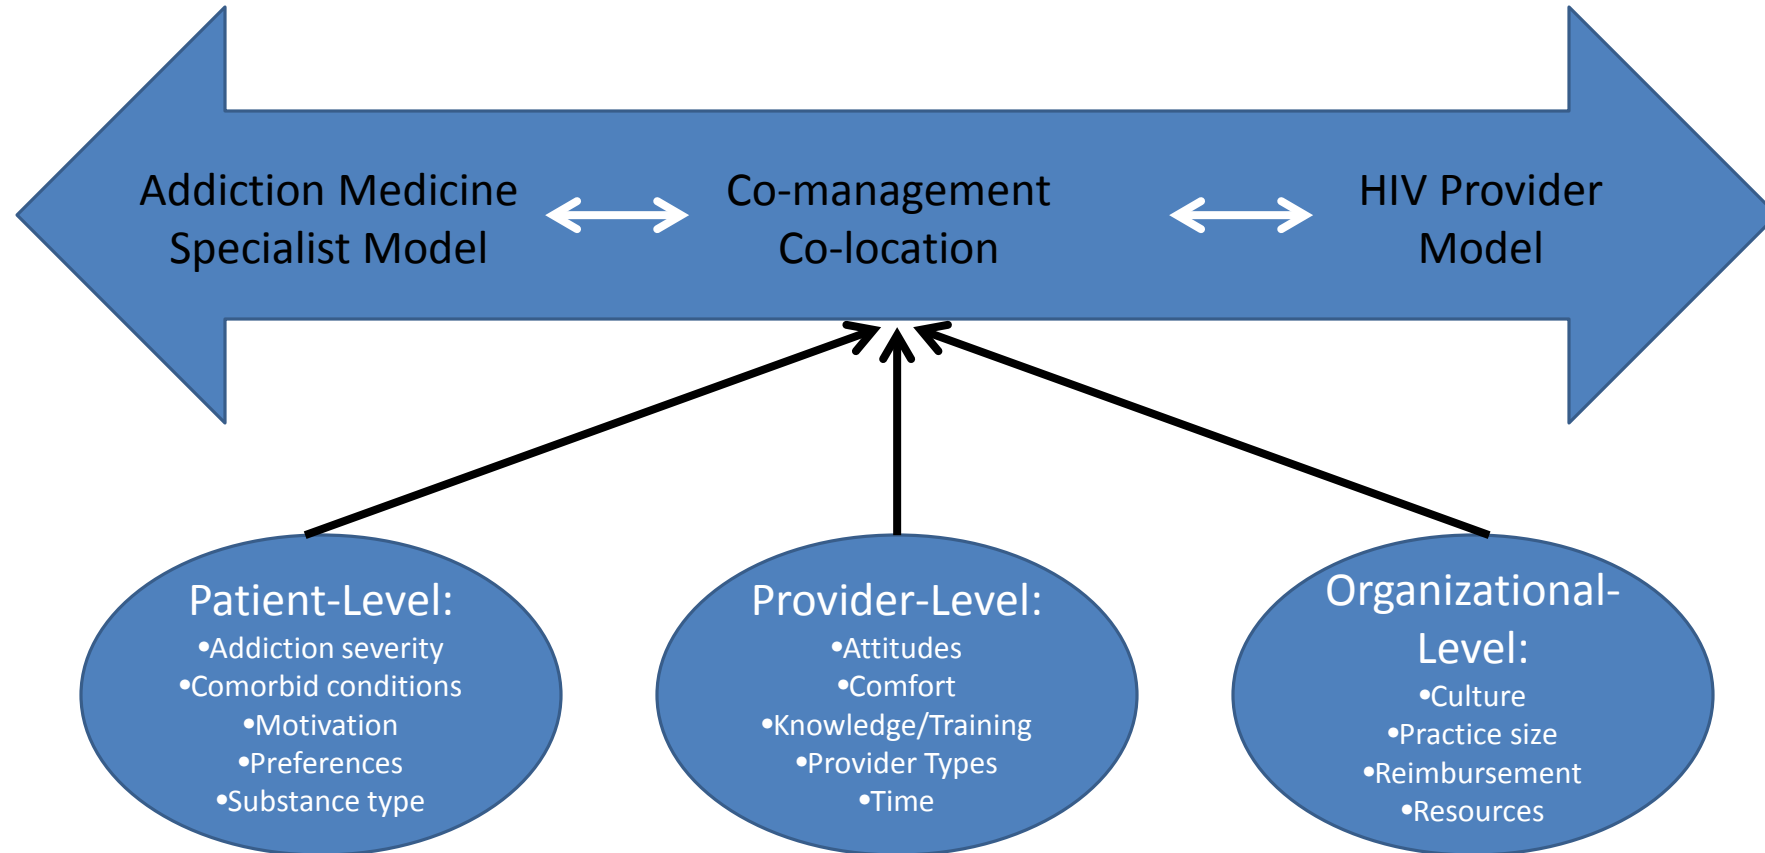 Addiction Medicine
Specialist Model
Co-management
Co-location
HIV Provider
Model
Patient-Level:
•Addiction severity
•Comorbid conditions
•Motivation
•Preferences
•Substance type
Provider-Level:
•Attitudes
•Comfort
•Knowledge/Training
•Provider Types
•Time
Organizational-
Level:
•Culture
•Practice size
•Reimbursement
•Resources